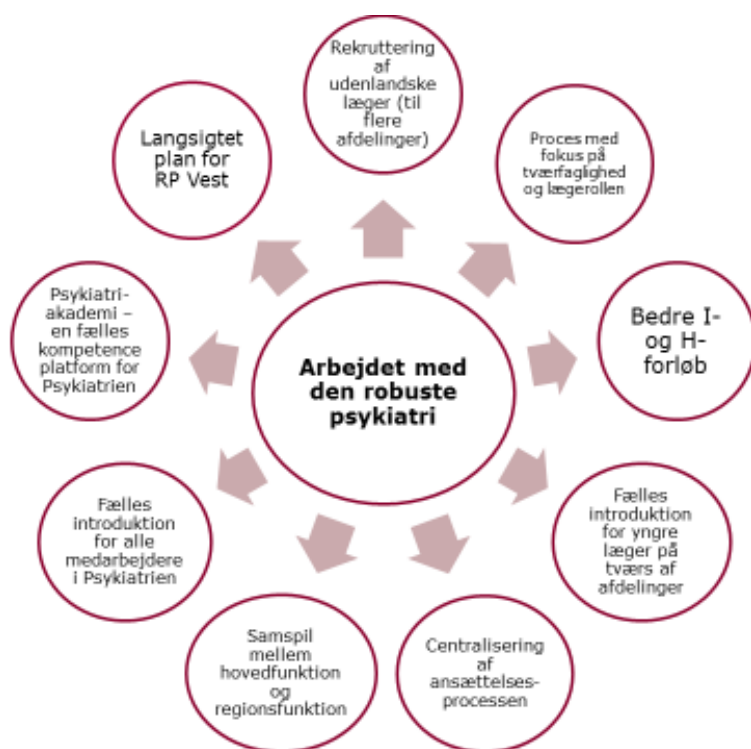 Rekruttering
af
udenlandske
læger (til
flere
afdelinger)
Proces med
fokus på
tværfaglighed
og lægerollen
Bedre I-
og H-
forløb
Fælles
introduktion
for yngre
læger på
tværs af
afdelinger
Centralisering
af
ansættelses-
processen
Samspil
mellem
hovedfunktion
og
regionsfunktion
Fælles
introduktion
for alle
medarbejdere
i Psykiatrien
Psykiatri-
akademi –
en fælles
kompetence
platform for
Psykiatrien
Langsigtet
plan for
RP Vest
Arbejdet med
den robuste
psykiatri